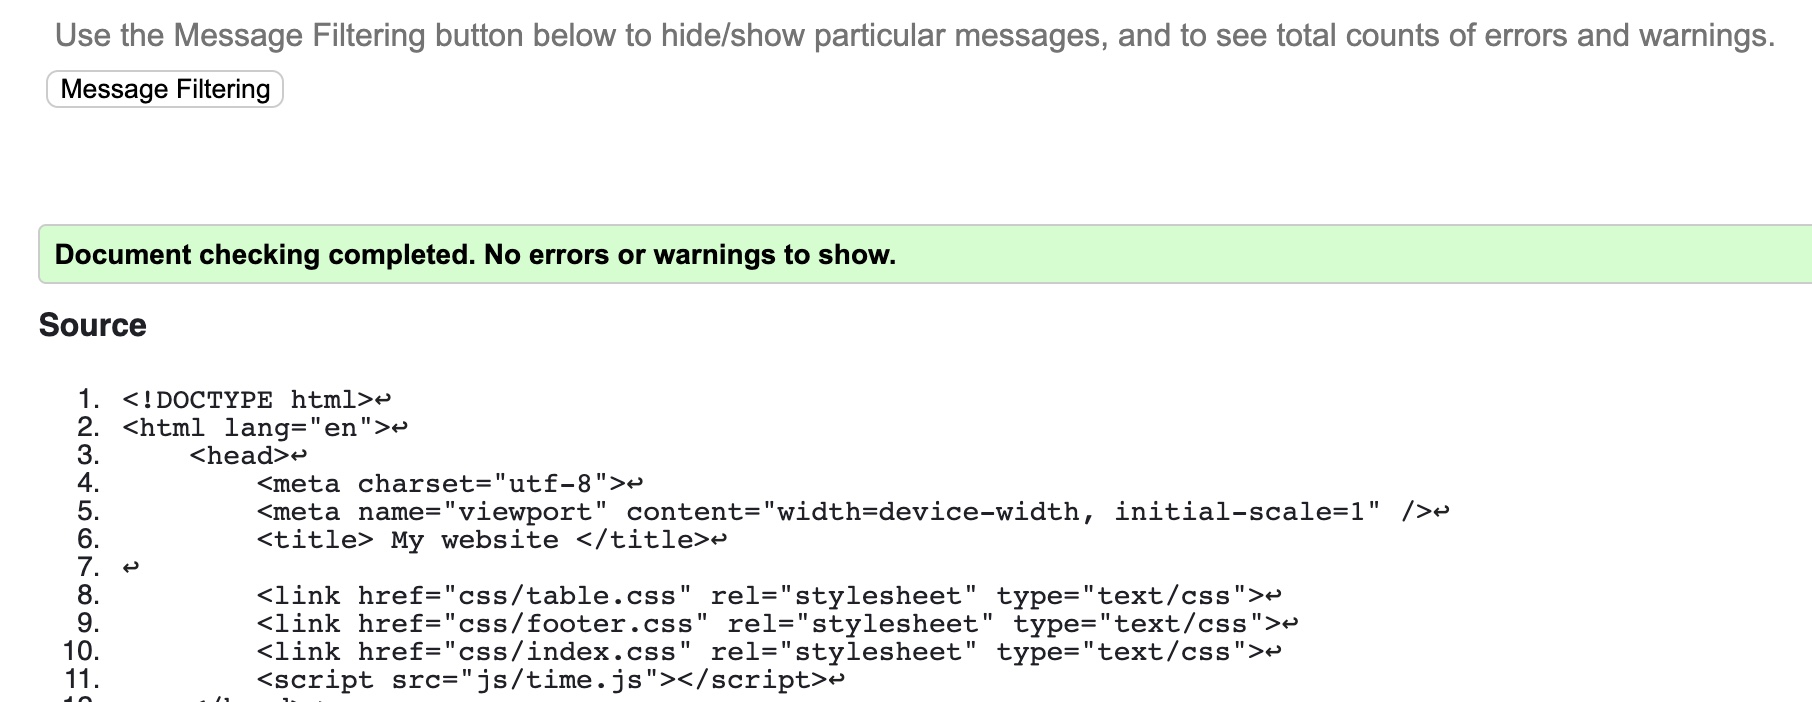 Use the Message Filtering button below to hide/show particular messages, and to see total counts of errors and warnings.
Message Filtering
Document checking completed. No errors or warnings to show.
Source
1. <!DOCTYPE html>↩
2. <html lang="en">↩
3.     <head>↩
4.         <meta charset="utf-8">↩
5.         <meta name="viewport" content="width=device-width, initial-scale=1" />↩
6.         <title> My website </title>↩
7. ↩
8.         <link href="css/table.css" rel="stylesheet" type="text/css">↩
9.         <link href="css/footer.css" rel="stylesheet" type="text/css">↩
10.         <link href="css/index.css" rel="stylesheet" type="text/css">↩
11.         <script src="js/time.js"></script>↩